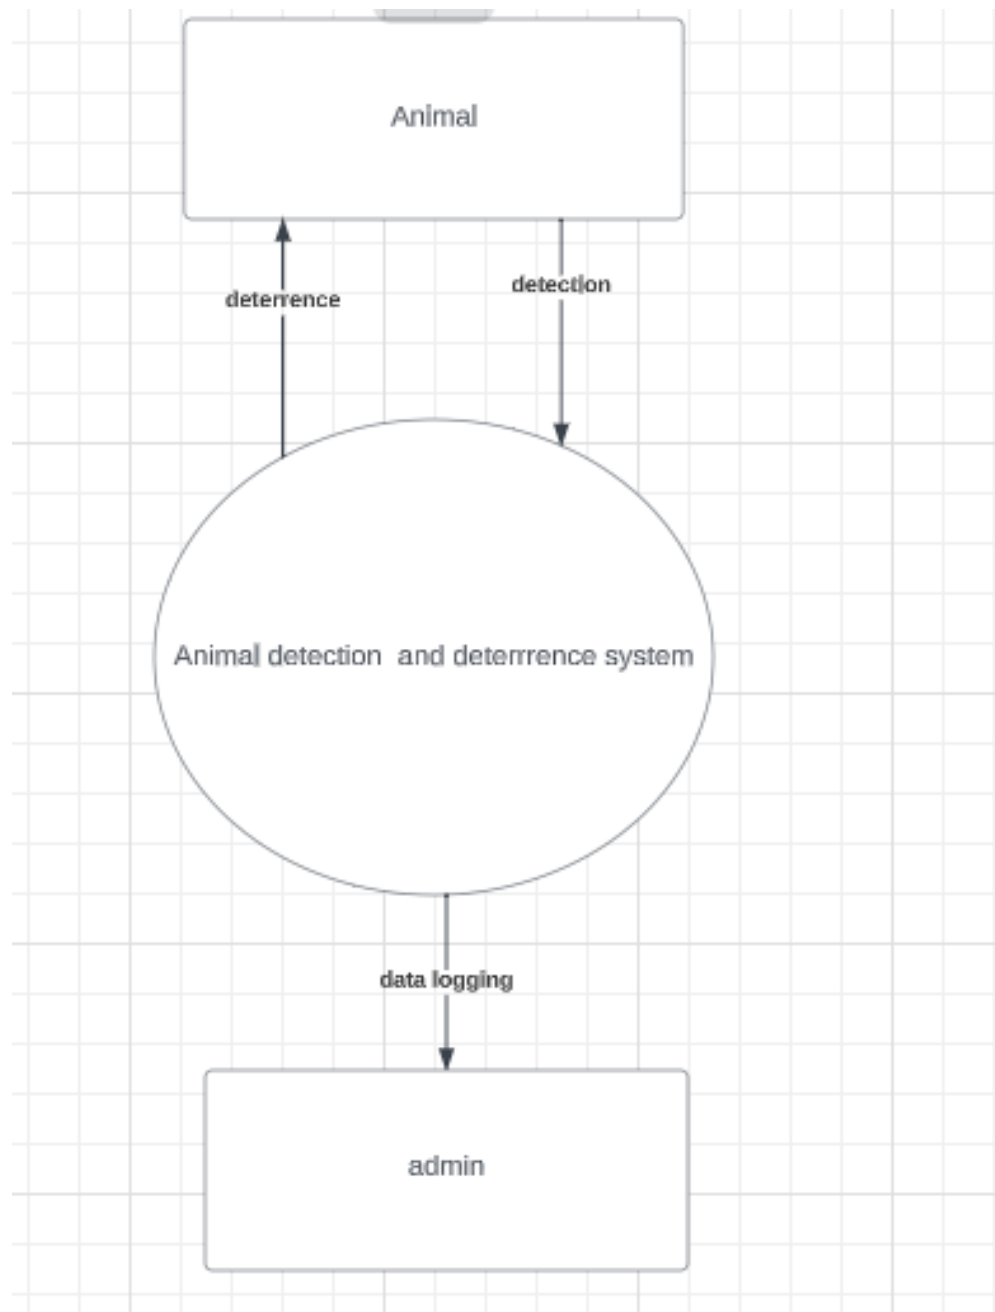 Animal
detection
deterrence
Animal detection  and deterrrence system
data logging
admin